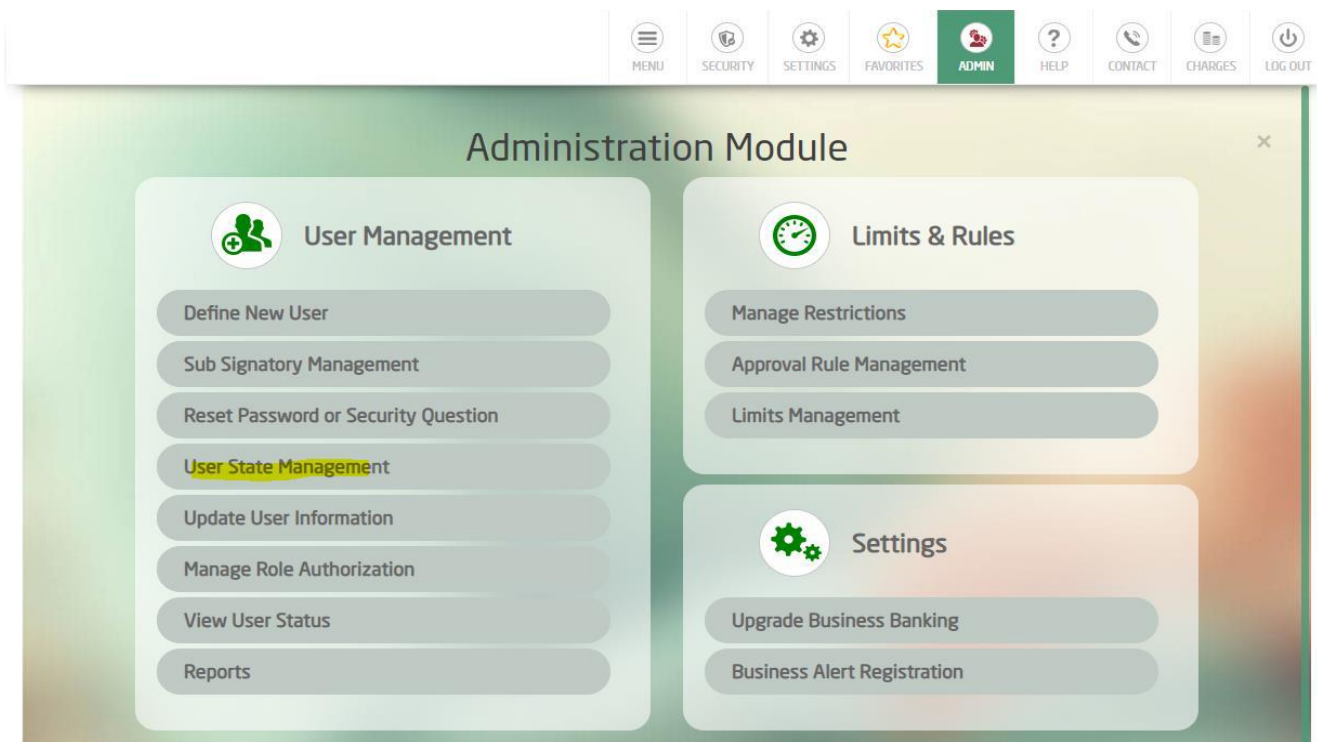 MENU
SECURITY
SETTINGS
FAVORITES
ADMIN
HELP
CONTACT
CHARGES
LOG OUT
Administration Module
User Management
Define New User
Sub Signatory Management
Reset Password or Security Question
User State Management
Update User Information
Manage Role Authorization
View User Status
Reports
Limits & Rules
Manage Restrictions
Approval Rule Management
Limits Management
Settings
Upgrade Business Banking
Business Alert Registration